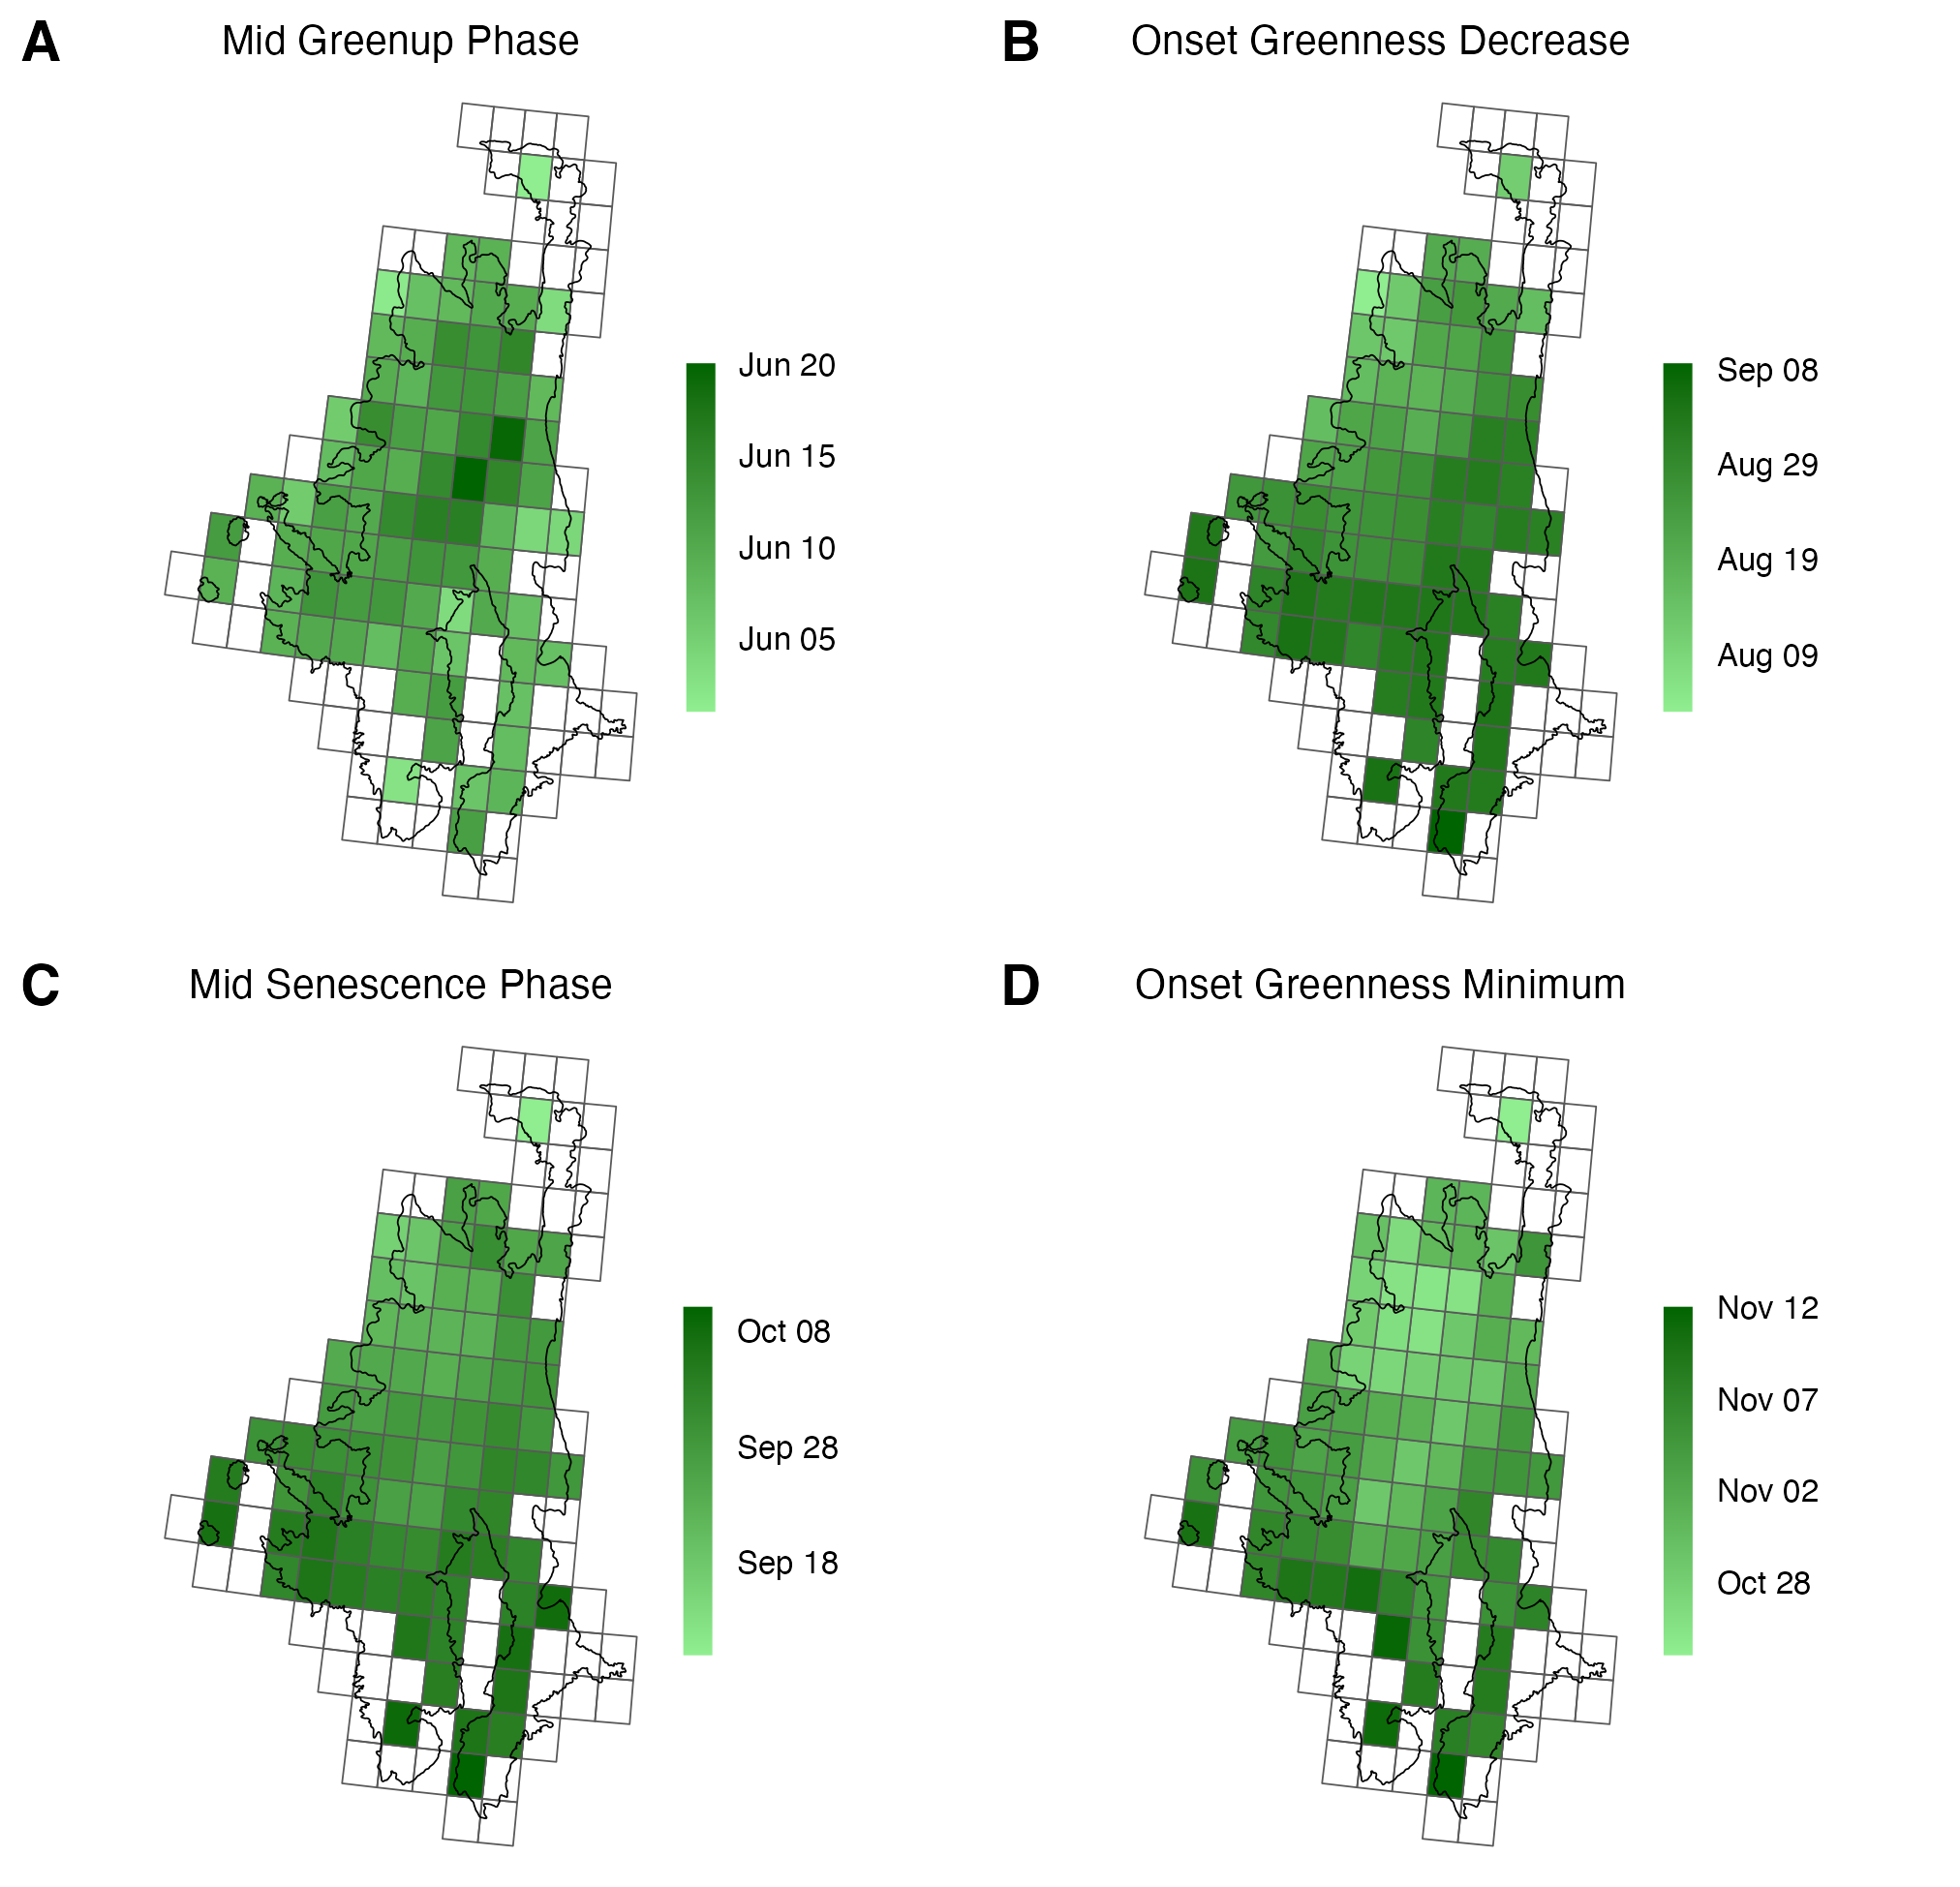 A Mid Greenup Phase
Jun 20
Jun 15
Jun 10
Jun 05
B Onset Greenness Decrease
Sep 08
Aug 29
Aug 19
Aug 09
C Mid Senescence Phase
Oct 08
Sep 28
Sep 18
D Onset Greenness Minimum
Nov 12
Nov 07
Nov 02
Oct 28